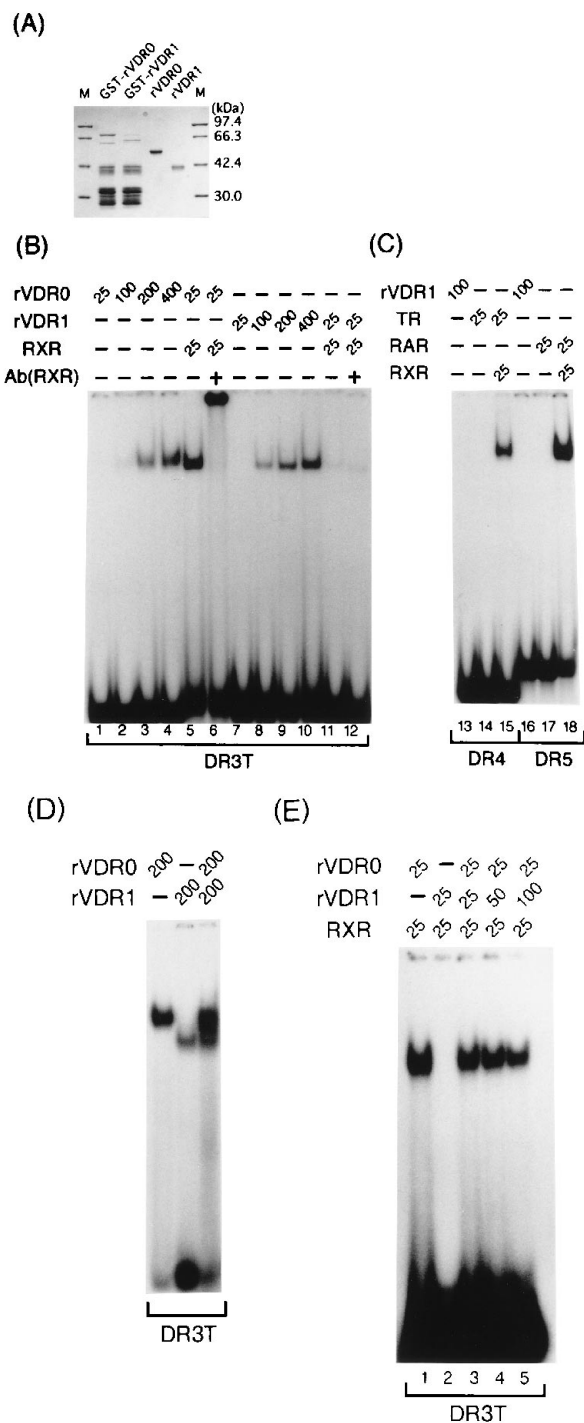 (A)
M GST-rVDR0 GST-rVDR1 rVDR0 rVDR1 M
(kDa)
97.4
66.3
42.4
30.0
(B)
rVDR0 25 100 200 400 25 25 – – – – – –
rVDR1 – – – – – – 25 100 200 400 25 25
RXR – – – – 25 25 – – – – 25 25
Ab(RXR) – – – – – + – – – – – +
1 2 3 4 5 6 7 8 9 10 11 12
DR3T
(C)
rVDR1 100 – – 100 – –
TR – 25 25 – – –
RAR – – – – 25 25
RXR – – 25 – – 25
13 14 15 16 17 18
DR4 DR5
(D)
rVDR0 200 – 200
rVDR1 – 200 200
DR3T
(E)
rVDR0 25 – 25 25 25
rVDR1 – 25 25 50 100
RXR 25 25 25 25 25
1 2 3 4 5
DR3T